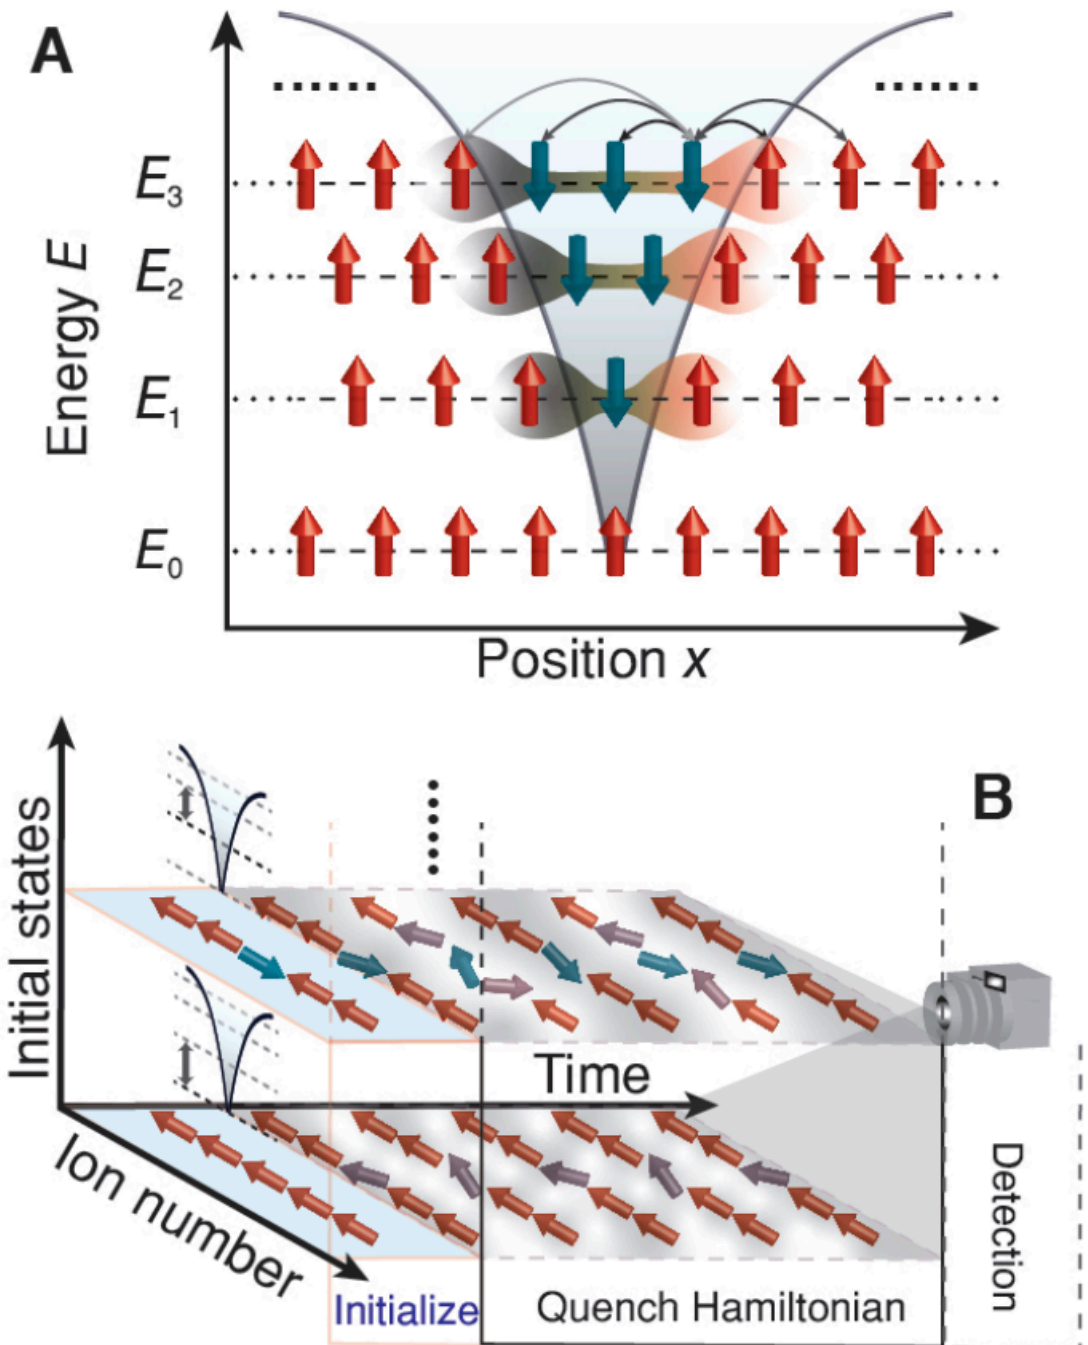 A
Energy E
E3
E2
E1
E0
Position x
B
Initial states
Time
Ion number
Initialize
Quench Hamiltonian
Detection